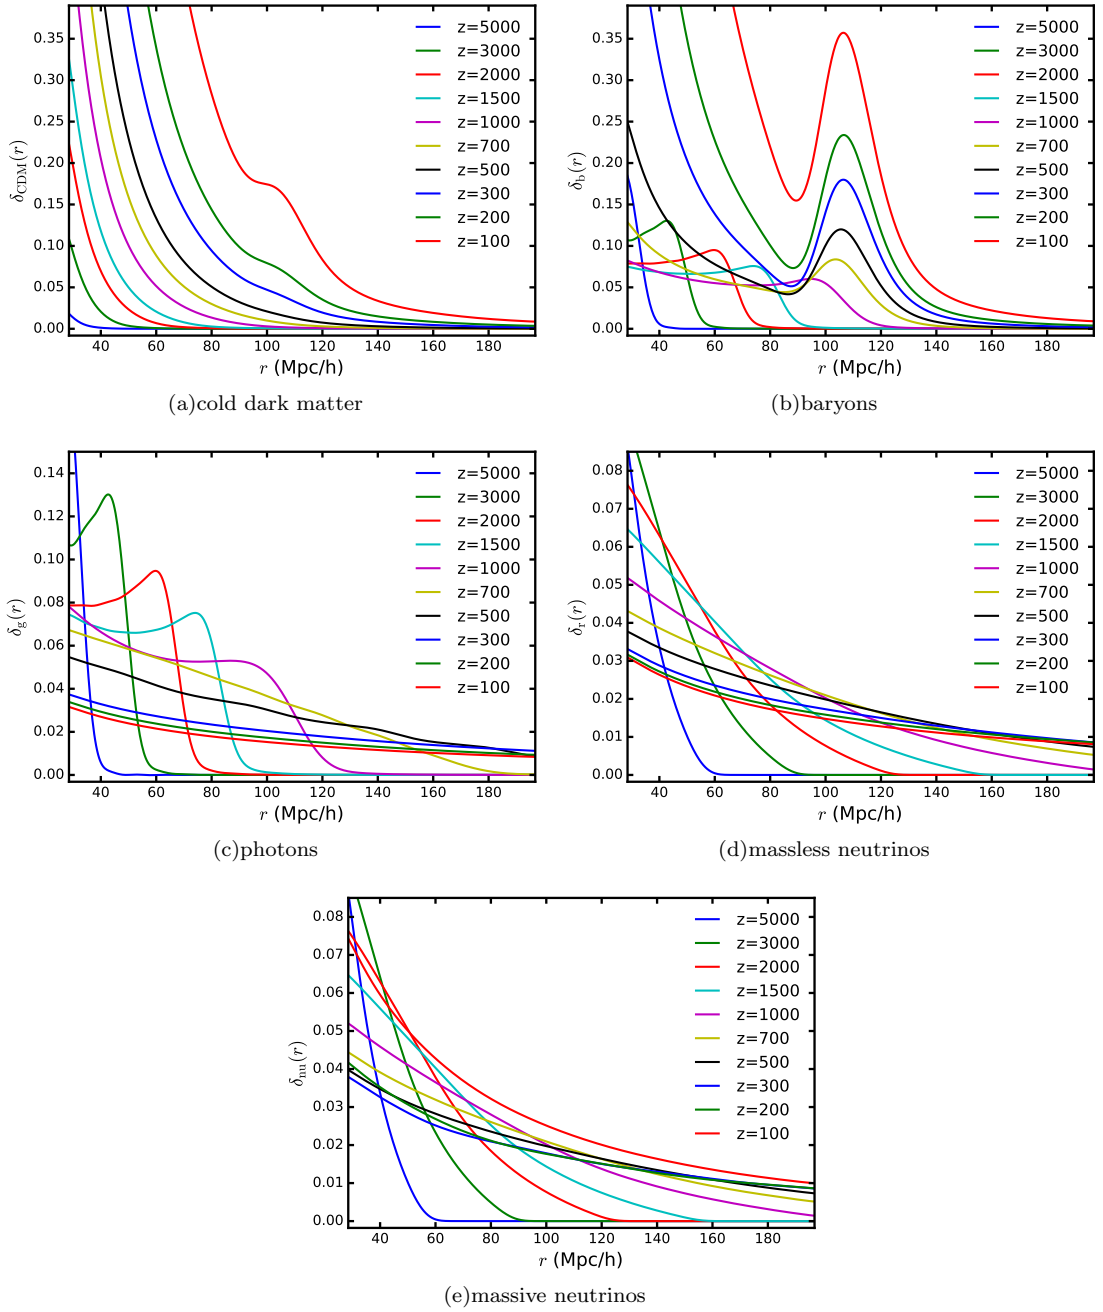 0.35
0.30
0.25
0.20
0.15
0.10
0.05
0.00
δCDM(r)
z=5000
z=3000
z=2000
z=1500
z=1000
z=700
z=500
z=300
z=200
z=100
40 60 80 100 120 140 160 180
r (Mpc/h)
(a)cold dark matter
0.35
0.30
0.25
0.20
0.15
0.10
0.05
0.00
δb(r)
z=5000
z=3000
z=2000
z=1500
z=1000
z=700
z=500
z=300
z=200
z=100
40 60 80 100 120 140 160 180
r (Mpc/h)
(b)baryons
0.14
0.12
0.10
0.08
0.06
0.04
0.02
0.00
δg(r)
z=5000
z=3000
z=2000
z=1500
z=1000
z=700
z=500
z=300
z=200
z=100
40 60 80 100 120 140 160 180
r (Mpc/h)
(c)photons
0.08
0.07
0.06
0.05
0.04
0.03
0.02
0.01
0.00
δr(r)
z=5000
z=3000
z=2000
z=1500
z=1000
z=700
z=500
z=300
z=200
z=100
40 60 80 100 120 140 160 180
r (Mpc/h)
(d)massless neutrinos
0.08
0.07
0.06
0.05
0.04
0.03
0.02
0.01
0.00
δnu(r)
z=5000
z=3000
z=2000
z=1500
z=1000
z=700
z=500
z=300
z=200
z=100
40 60 80 100 120 140 160 180
r (Mpc/h)
(e)massive neutrinos